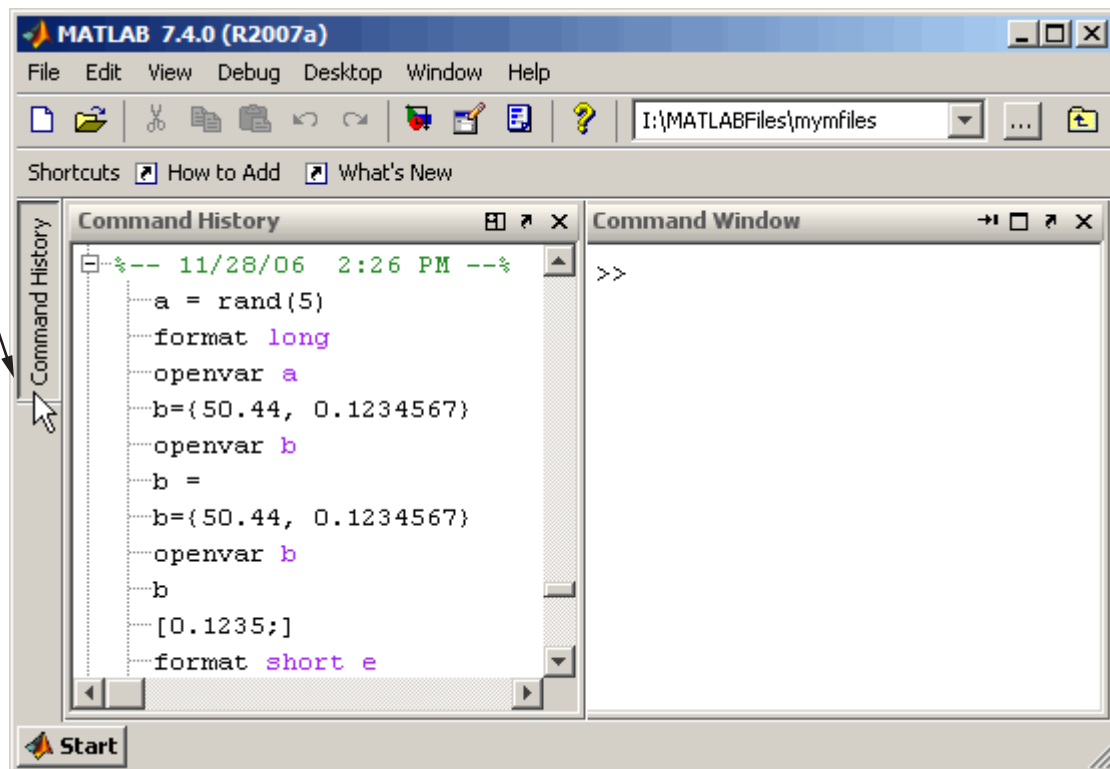 MATLAB 7.4.0 (R2007a)
File Edit View Debug Desktop Window Help
I:\MATLABFiles\mymfiles ...
Shortcuts How to Add What's New
Command History
Command History
%-- 11/28/06 2:26 PM --%
a = rand(5)
format long
openvar a
b={50.44, 0.1234567}
openvar b
b =
b={50.44, 0.1234567}
openvar b
b
[0.1235;]
format short e
Command Window
>>
Start